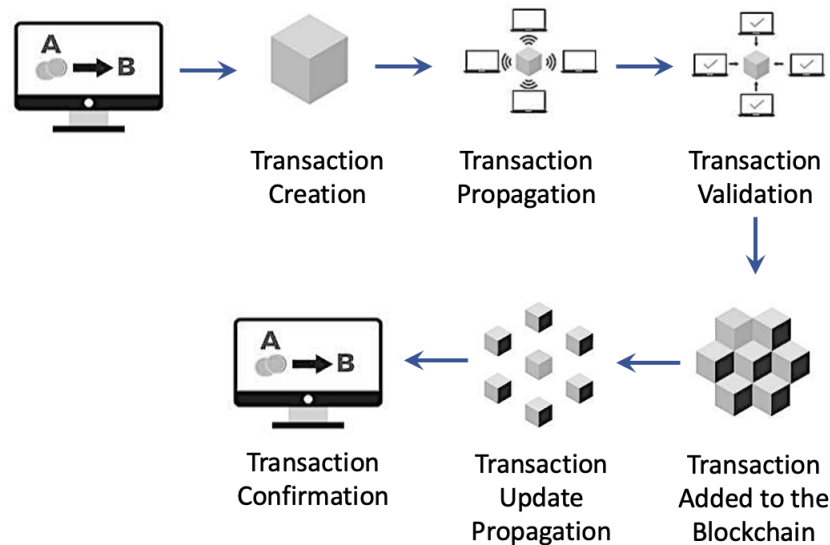 A
B
Transaction
Creation
Transaction
Propagation
Transaction
Validation
A
B
Transaction
Confirmation
Transaction
Update
Propagation
Transaction
Added to the
Blockchain